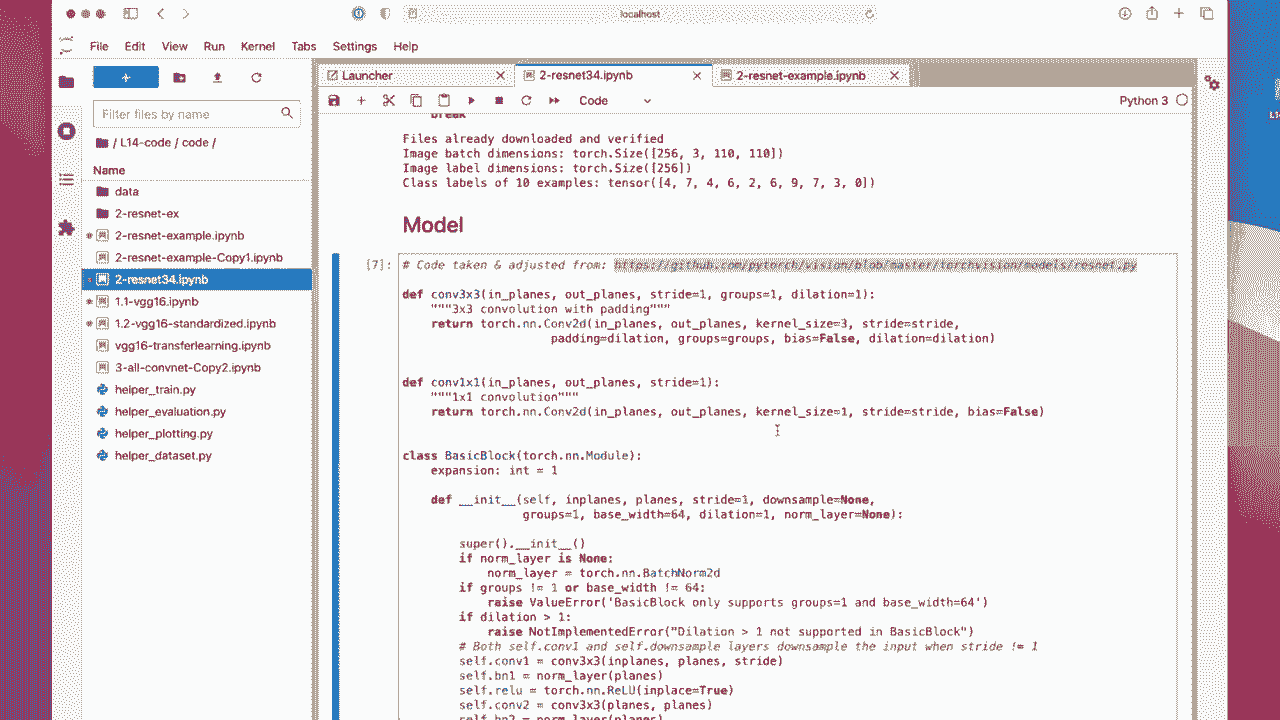 localhost
File Edit View Run Kernel Tabs Settings Help
Launcher
2-resnet34.ipynb
2-resnet-example.ipynb
Filter files by name
Code
Python 3
/ L14-code / code /
Name
data
2-resnet-ex
2-resnet-example.ipynb
2-resnet-example-Copy1.ipynb
2-resnet34.ipynb
1.1-vgg16.ipynb
1.2-vgg16-standardized.ipynb
vgg16-transferlearning.ipynb
3-all-convnet-Copy2.ipynb
helper_train.py
helper_evaluation.py
helper_plotting.py
helper_dataset.py
break
Files already downloaded and verified
Image batch dimensions: torch.Size([256, 3, 110, 110])
Image label dimensions: torch.Size([256])
Class labels of 10 examples: tensor([4, 7, 4, 6, 2, 6, 9, 7, 3, 0])
Model
[7]: # Code taken & adjusted from: https://github.com/pytorch/vision/blob/master/torchvision/models/resnet.py
def conv3x3(in_planes, out_planes, stride=1, groups=1, dilation=1):
"""3x3 convolution with padding"""
return torch.nn.Conv2d(in_planes, out_planes, kernel_size=3, stride=stride,
padding=dilation, groups=groups, bias=False, dilation=dilation)
def conv1x1(in_planes, out_planes, stride=1):
"""1x1 convolution"""
return torch.nn.Conv2d(in_planes, out_planes, kernel_size=1, stride=stride, bias=False)
class BasicBlock(torch.nn.Module):
expansion: int = 1
def __init__(self, inplanes, planes, stride=1, downsample=None,
groups=1, base_width=64, dilation=1, norm_layer=None):
super().__init__()
if norm_layer is None:
norm_layer = torch.nn.BatchNorm2d
if groups != 1 or base_width != 64:
raise ValueError('BasicBlock only supports groups=1 and base_width=64')
if dilation > 1:
raise NotImplementedError("Dilation > 1 not supported in BasicBlock")
# Both self.conv1 and self.downsample layers downsample the input when stride != 1
self.conv1 = conv3x3(inplanes, planes, stride)
self.bn1 = norm_layer(planes)
self.relu = torch.nn.ReLU(inplace=True)
self.conv2 = conv3x3(planes, planes)
self.bn2 = norm_layer(planes)